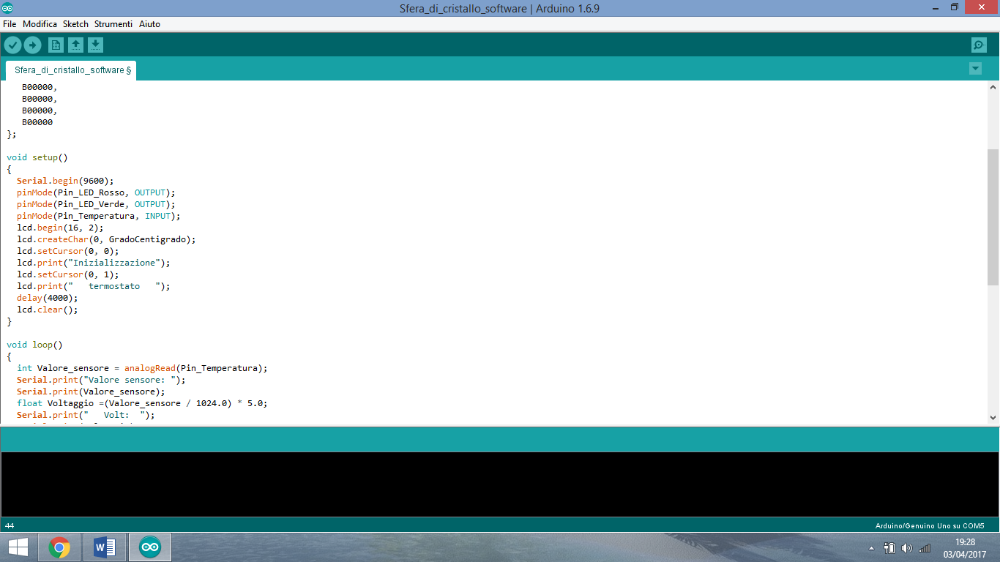 Sfera_di_cristallo_software | Arduino 1.6.9
File Modifica Sketch Strumenti Aiuto
Sfera_di_cristallo_software §
B00000,
B00000,
B00000,
B00000
};
void setup()
{
Serial.begin(9600);
pinMode(Pin_LED_Rosso, OUTPUT);
pinMode(Pin_LED_Verde, OUTPUT);
pinMode(Pin_Temperatura, INPUT);
lcd.begin(16, 2);
lcd.createChar(0, GradoCentigrado);
lcd.setCursor(0, 0);
lcd.print("Inizializzazione");
lcd.setCursor(0, 1);
lcd.print("   termostato   ");
delay(4000);
lcd.clear();
}
void loop()
{
int Valore_sensore = analogRead(Pin_Temperatura);
Serial.print("Valore sensore: ");
Serial.print(Valore_sensore);
float Voltaggio =(Valore_sensore / 1024.0) * 5.0;
Serial.print("   Volt:  ");
44
Arduino/Genuino Uno su COM5
19:28
03/04/2017